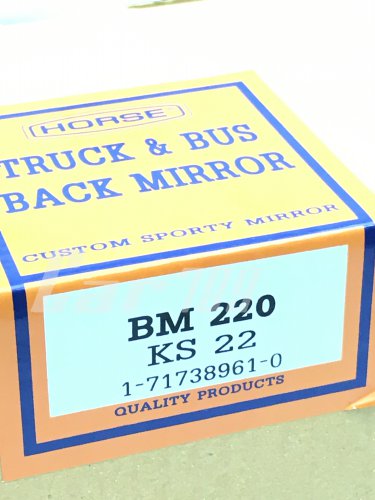 HORSE
TRUCK & BUS
BACK MIRROR
CUSTOM SPORTY MIRROR
BM 220
KS 22
1-71738961-0
QUALITY PRODUCTS